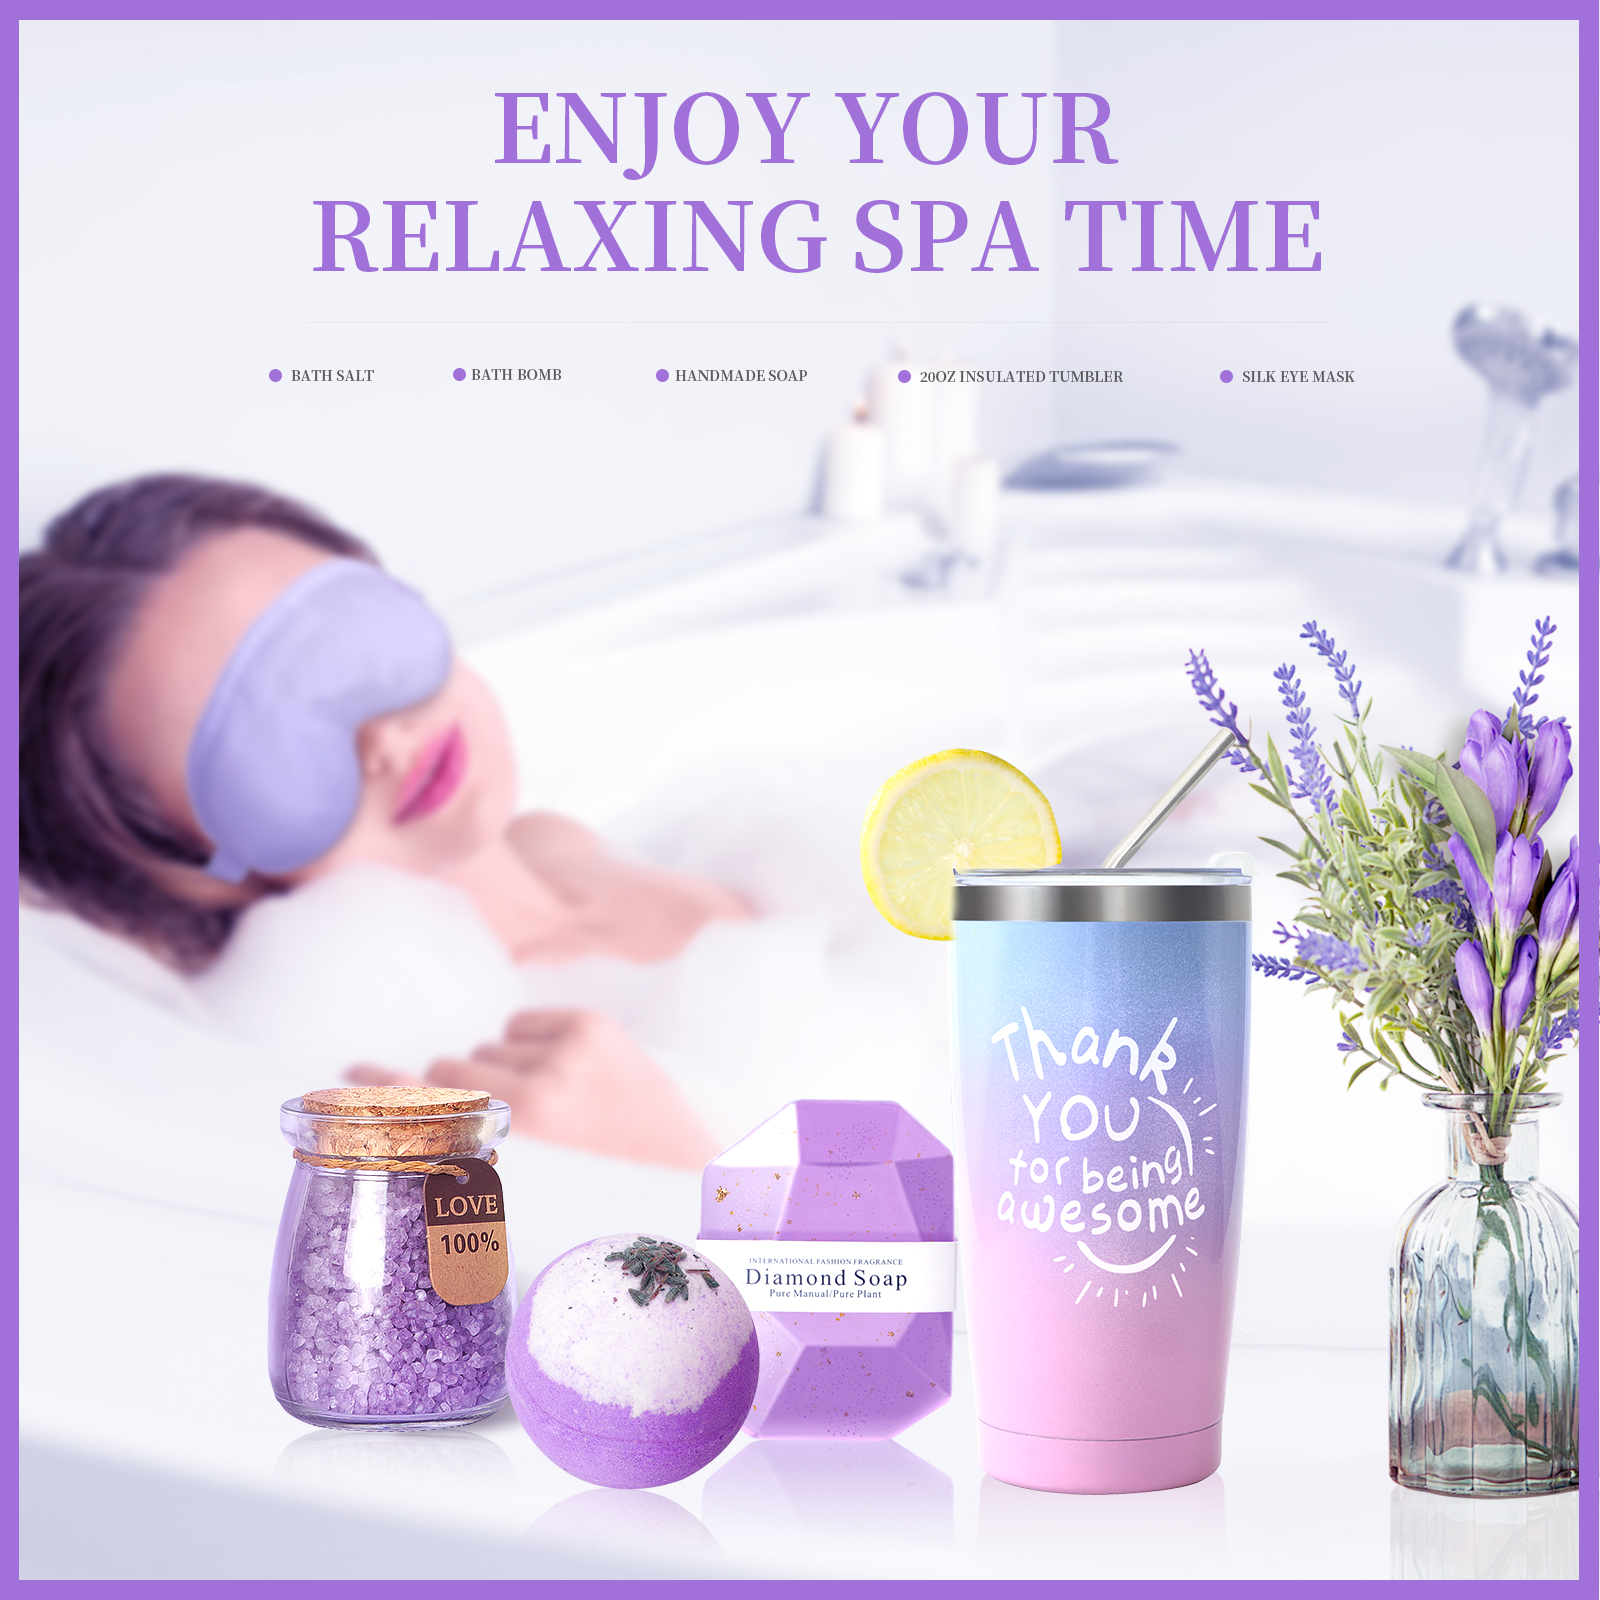 ENJOY YOUR
RELAXING SPA TIME
BATH SALT BATH BOMB HANDMADE SOAP 20OZ INSULATED TUMBLER SILK EYE MASK
Thank
YOU
for being
awesome
LOVE
100%
INTERNATIONAL FASHION FRAGRANCE
Diamond Soap
Pure Manual/Pure Plant